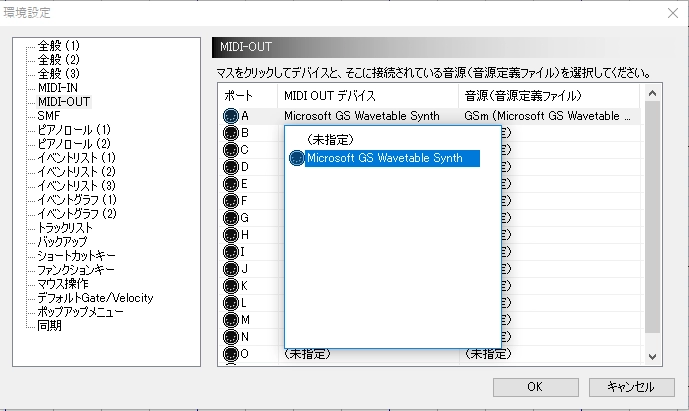 環境設定
全般 (1)
全般 (2)
全般 (3)
MIDI-IN
MIDI-OUT
SMF
ピアノロール (1)
ピアノロール (2)
イベントリスト (1)
イベントリスト (2)
イベントリスト (3)
イベントグラフ (1)
イベントグラフ (2)
トラックリスト
バックアップ
ショートカットキー
ファンクションキー
マウス操作
デフォルトGate/Velocity
ポップアップメニュー
同期
MIDI-OUT
マスをクリックしてデバイスと、そこに接続されている音源(音源定義ファイル)を選択してください。
ポート MIDI OUT デバイス 音源(音源定義ファイル)
A Microsoft GS Wavetable Synth GSm (Microsoft GS Wavetable ...
B
C
D
E
F
G
H
I
J
K
L
M
N
O (未指定) (未指定)
(未指定)
Microsoft GS Wavetable Synth
OK
キャンセル